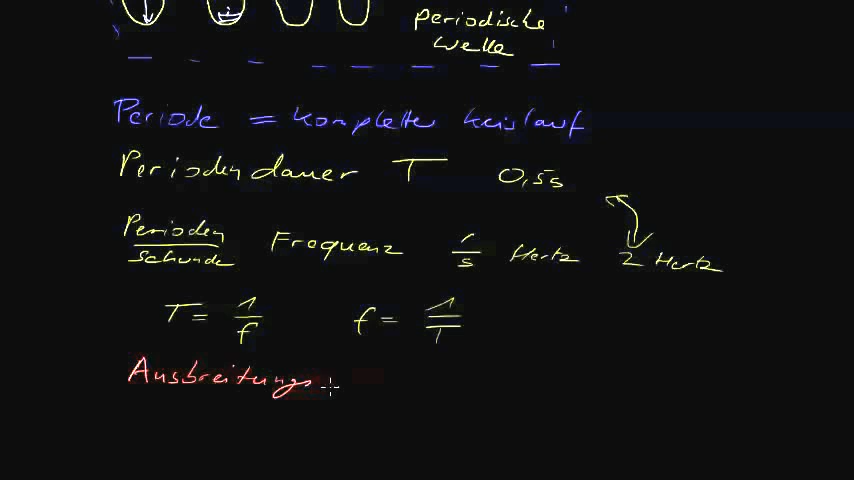 periodische
Welle
Periode = kompletter Kreislauf
Periodendauer T 0,5s
Perioden
Sekunde
Frequenz 1/s Hertz 2 Hertz
T = 1/f f = 1/T
Ausbreitungs